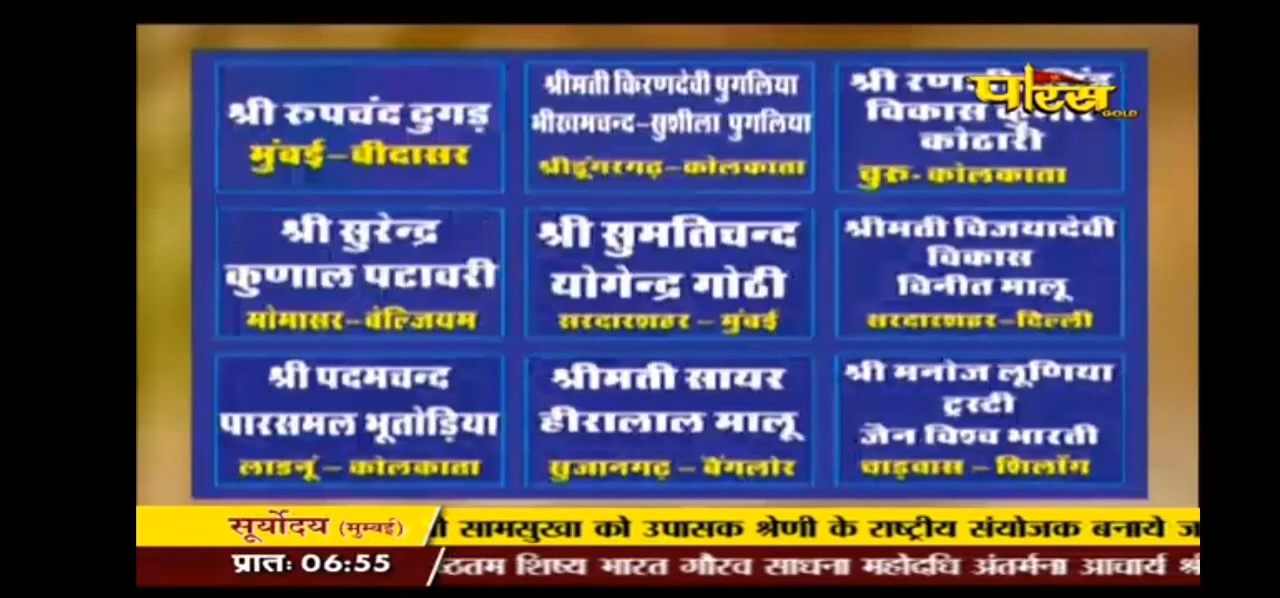 श्री रुपचंद दुगड़
मुंबई–बीदासर
श्रीमती किरणदेवी पुगलिया
भीखमचन्द–सुशीला पुगलिया
श्रीडूंगरगढ़–कोलकाता
श्री
विकास
कोठारी
चुरु- कोलकाता
पारस
GOLD
श्री सुरेन्द्र
कुणाल पटावरी
मोमासर–बेल्जियम
श्री सुमतिचन्द
योगेन्द्र गोठी
सरदारशहर – मुंबई
श्रीमती विजयादेवी
विकास
विनीत मालू
सरदारशहर–दिल्ली
श्री पदमचन्द
पारसमल भूतोड़िया
लाडनूं – कोलकाता
श्रीमती सायर
हीरालाल मालू
सुजानगढ़ – बैंगलोर
श्री मनोज लूणिया
ट्रस्टी
जैन विश्व भारती
चाड़वास – शिलोंग
सूर्योदय (मुम्बई)
सामसुखा को उपासक श्रेणी के राष्ट्रीय संयोजक बनाये
प्रातः 06:55
शिष्य भारत गौरव साधना महोदधि अंतर्मना आचार्य श्री